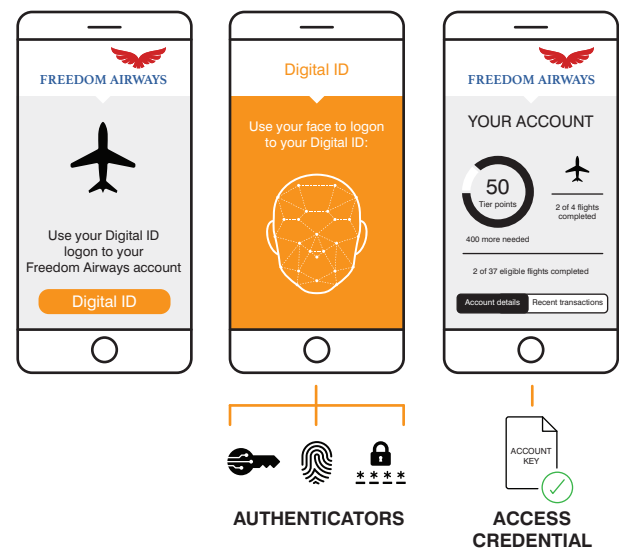 FREEDOM AIRWAYS
Use your Digital ID
logon to your
Freedom Airways account
Digital ID
Digital ID
Use your face to logon
to your Digital ID:
FREEDOM AIRWAYS
YOUR ACCOUNT
50
Tier points
400 more needed
2 of 4 flights
completed
2 of 37 eligible flights completed
Account details
Recent transactions
* * * *
AUTHENTICATORS
ACCOUNT
KEY
ACCESS
CREDENTIAL